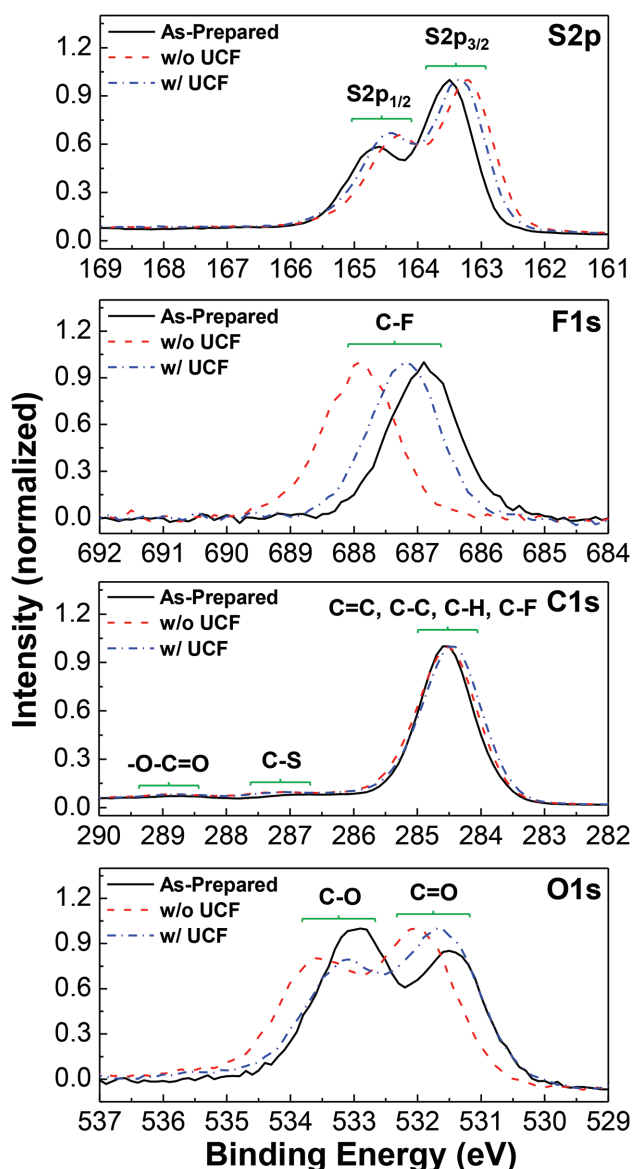 Intensity (normalized)
As-Prepared
w/o UCF
w/ UCF
S2p1/2
S2p3/2
S2p
1.2
0.9
0.6
0.3
0.0
169 168 167 166 165 164 163 162 161
As-Prepared
w/o UCF
w/ UCF
C-F
F1s
1.2
0.9
0.6
0.3
0.0
692 691 690 689 688 687 686 685 684
As-Prepared
w/o UCF
w/ UCF
C=C, C-C, C-H, C-F
C1s
-O-C=O
C-S
1.2
0.9
0.6
0.3
0.0
290 289 288 287 286 285 284 283 282
As-Prepared
w/o UCF
w/ UCF
C-O
C=O
O1s
1.2
0.9
0.6
0.3
0.0
537 536 535 534 533 532 531 530 529
Binding Energy (eV)